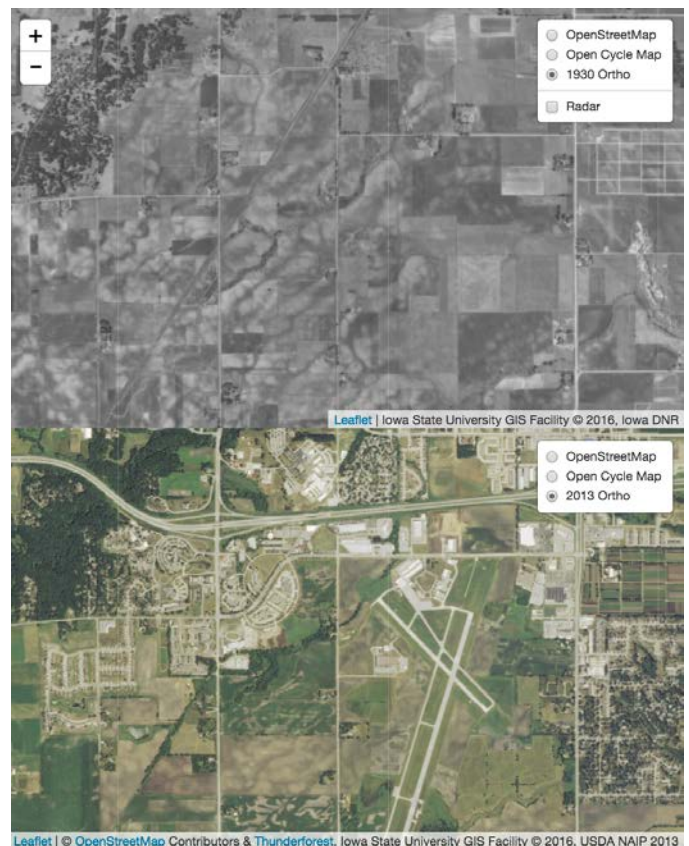 +
−
OpenStreetMap
Open Cycle Map
1930 Ortho
Radar
Leaflet | Iowa State University GIS Facility © 2016, Iowa DNR
OpenStreetMap
Open Cycle Map
2013 Ortho
Leaflet | © OpenStreetMap Contributors & Thunderforest, Iowa State University GIS Facility © 2016, USDA NAIP 2013